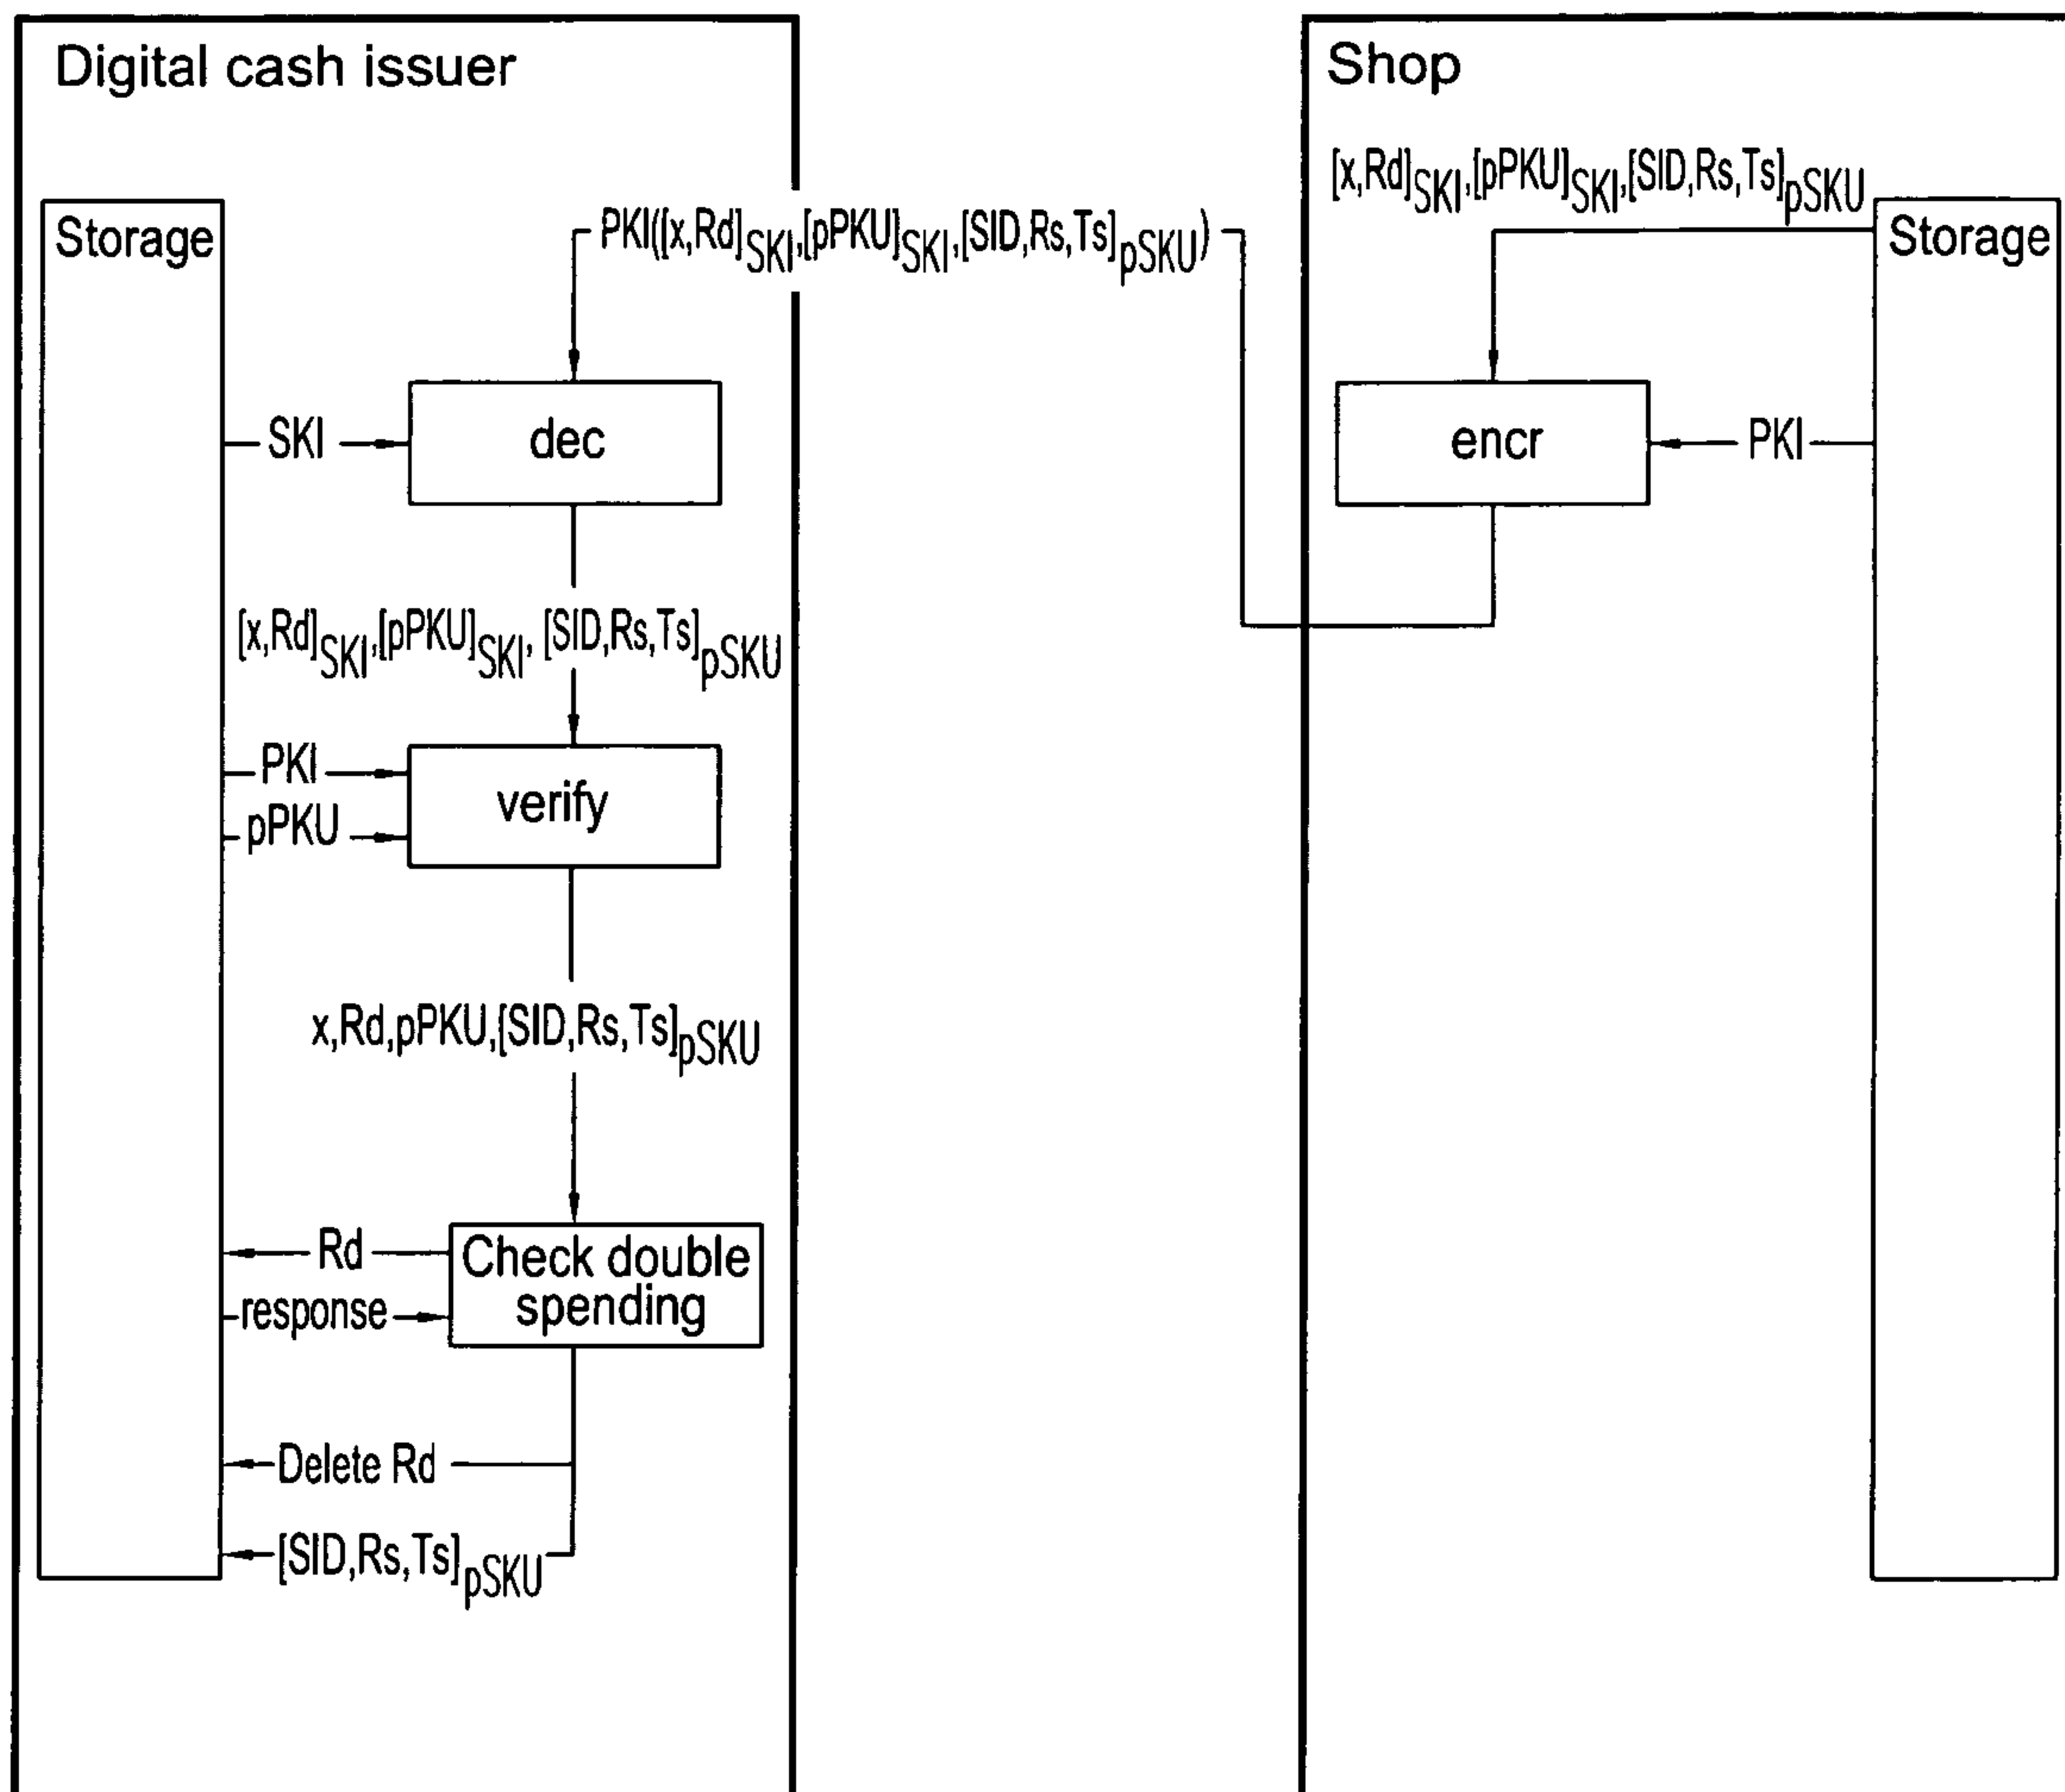 Digital cash issuer
Storage
PKI([x,Rd]SKI,[pPKU]SKI,[SID,Rs,Ts]pSKU)
SKI
dec
[x,Rd]SKI,[pPKU]SKI, [SID,Rs,Ts]pSKU
PKI
pPKU
verify
x,Rd,pPKU,[SID,Rs,Ts]pSKU
Rd
response
Check double
spending
Delete Rd
[SID,Rs,Ts]pSKU
Shop
[x,Rd]SKI,[pPKU]SKI,[SID,Rs,Ts]pSKU
Storage
encr
PKI